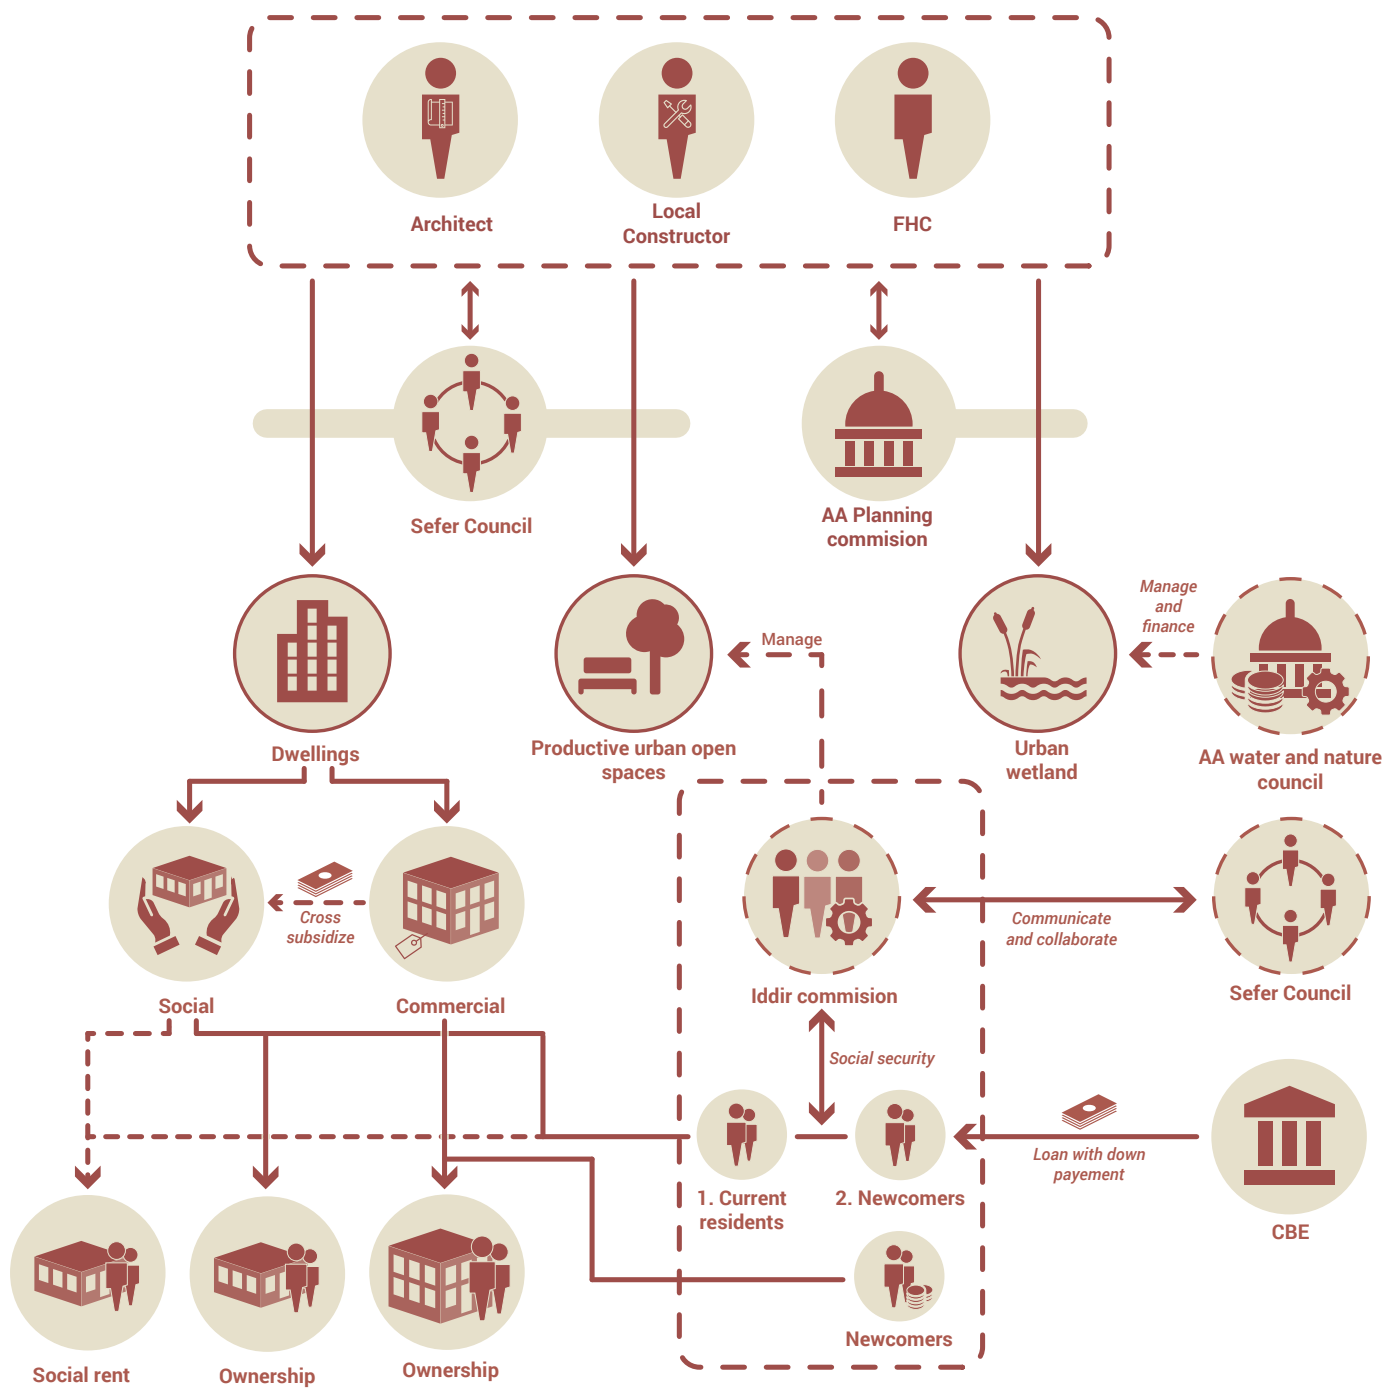 Architect
Local
Constructor
FHC
Sefer Council
AA Planning
commision
Manage
and
finance
Manage
Dwellings
Productive urban open
spaces
Urban
wetland
AA water and nature
council
Cross
subsidize
Communicate
and collaborate
Social
Commercial
Iddir commision
Sefer Council
Social security
Loan with down
payement
1. Current
residents
2. Newcomers
CBE
Newcomers
Social rent
Ownership
Ownership